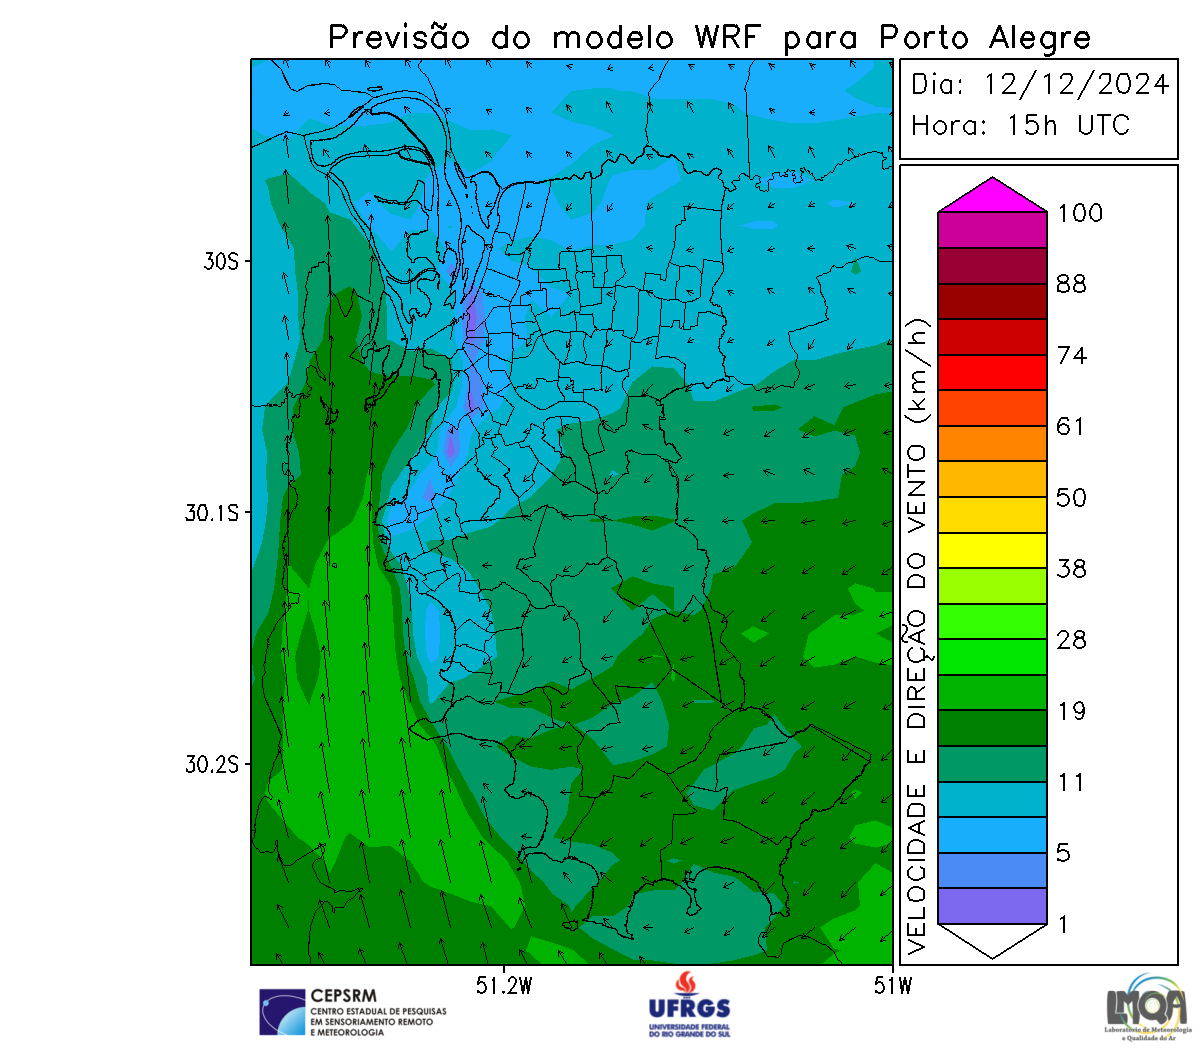 Previsão do modelo WRF para Porto Alegre
Dia: 12/12/2024
Hora: 15h UTC
30S
30.1S
30.2S
51.2W
51W
VELOCIDADE E DIREÇÃO DO VENTO (km/h)
100
88
74
61
50
38
28
19
11
5
1
CEPSRM
CENTRO ESTADUAL DE PESQUISAS
EM SENSORIAMENTO REMOTO
E METEOROLOGIA
UFRGS
UNIVERSIDADE FEDERAL
DO RIO GRANDE DO SUL
LMQA
Laboratório de Meteorologia
e Qualidade do Ar